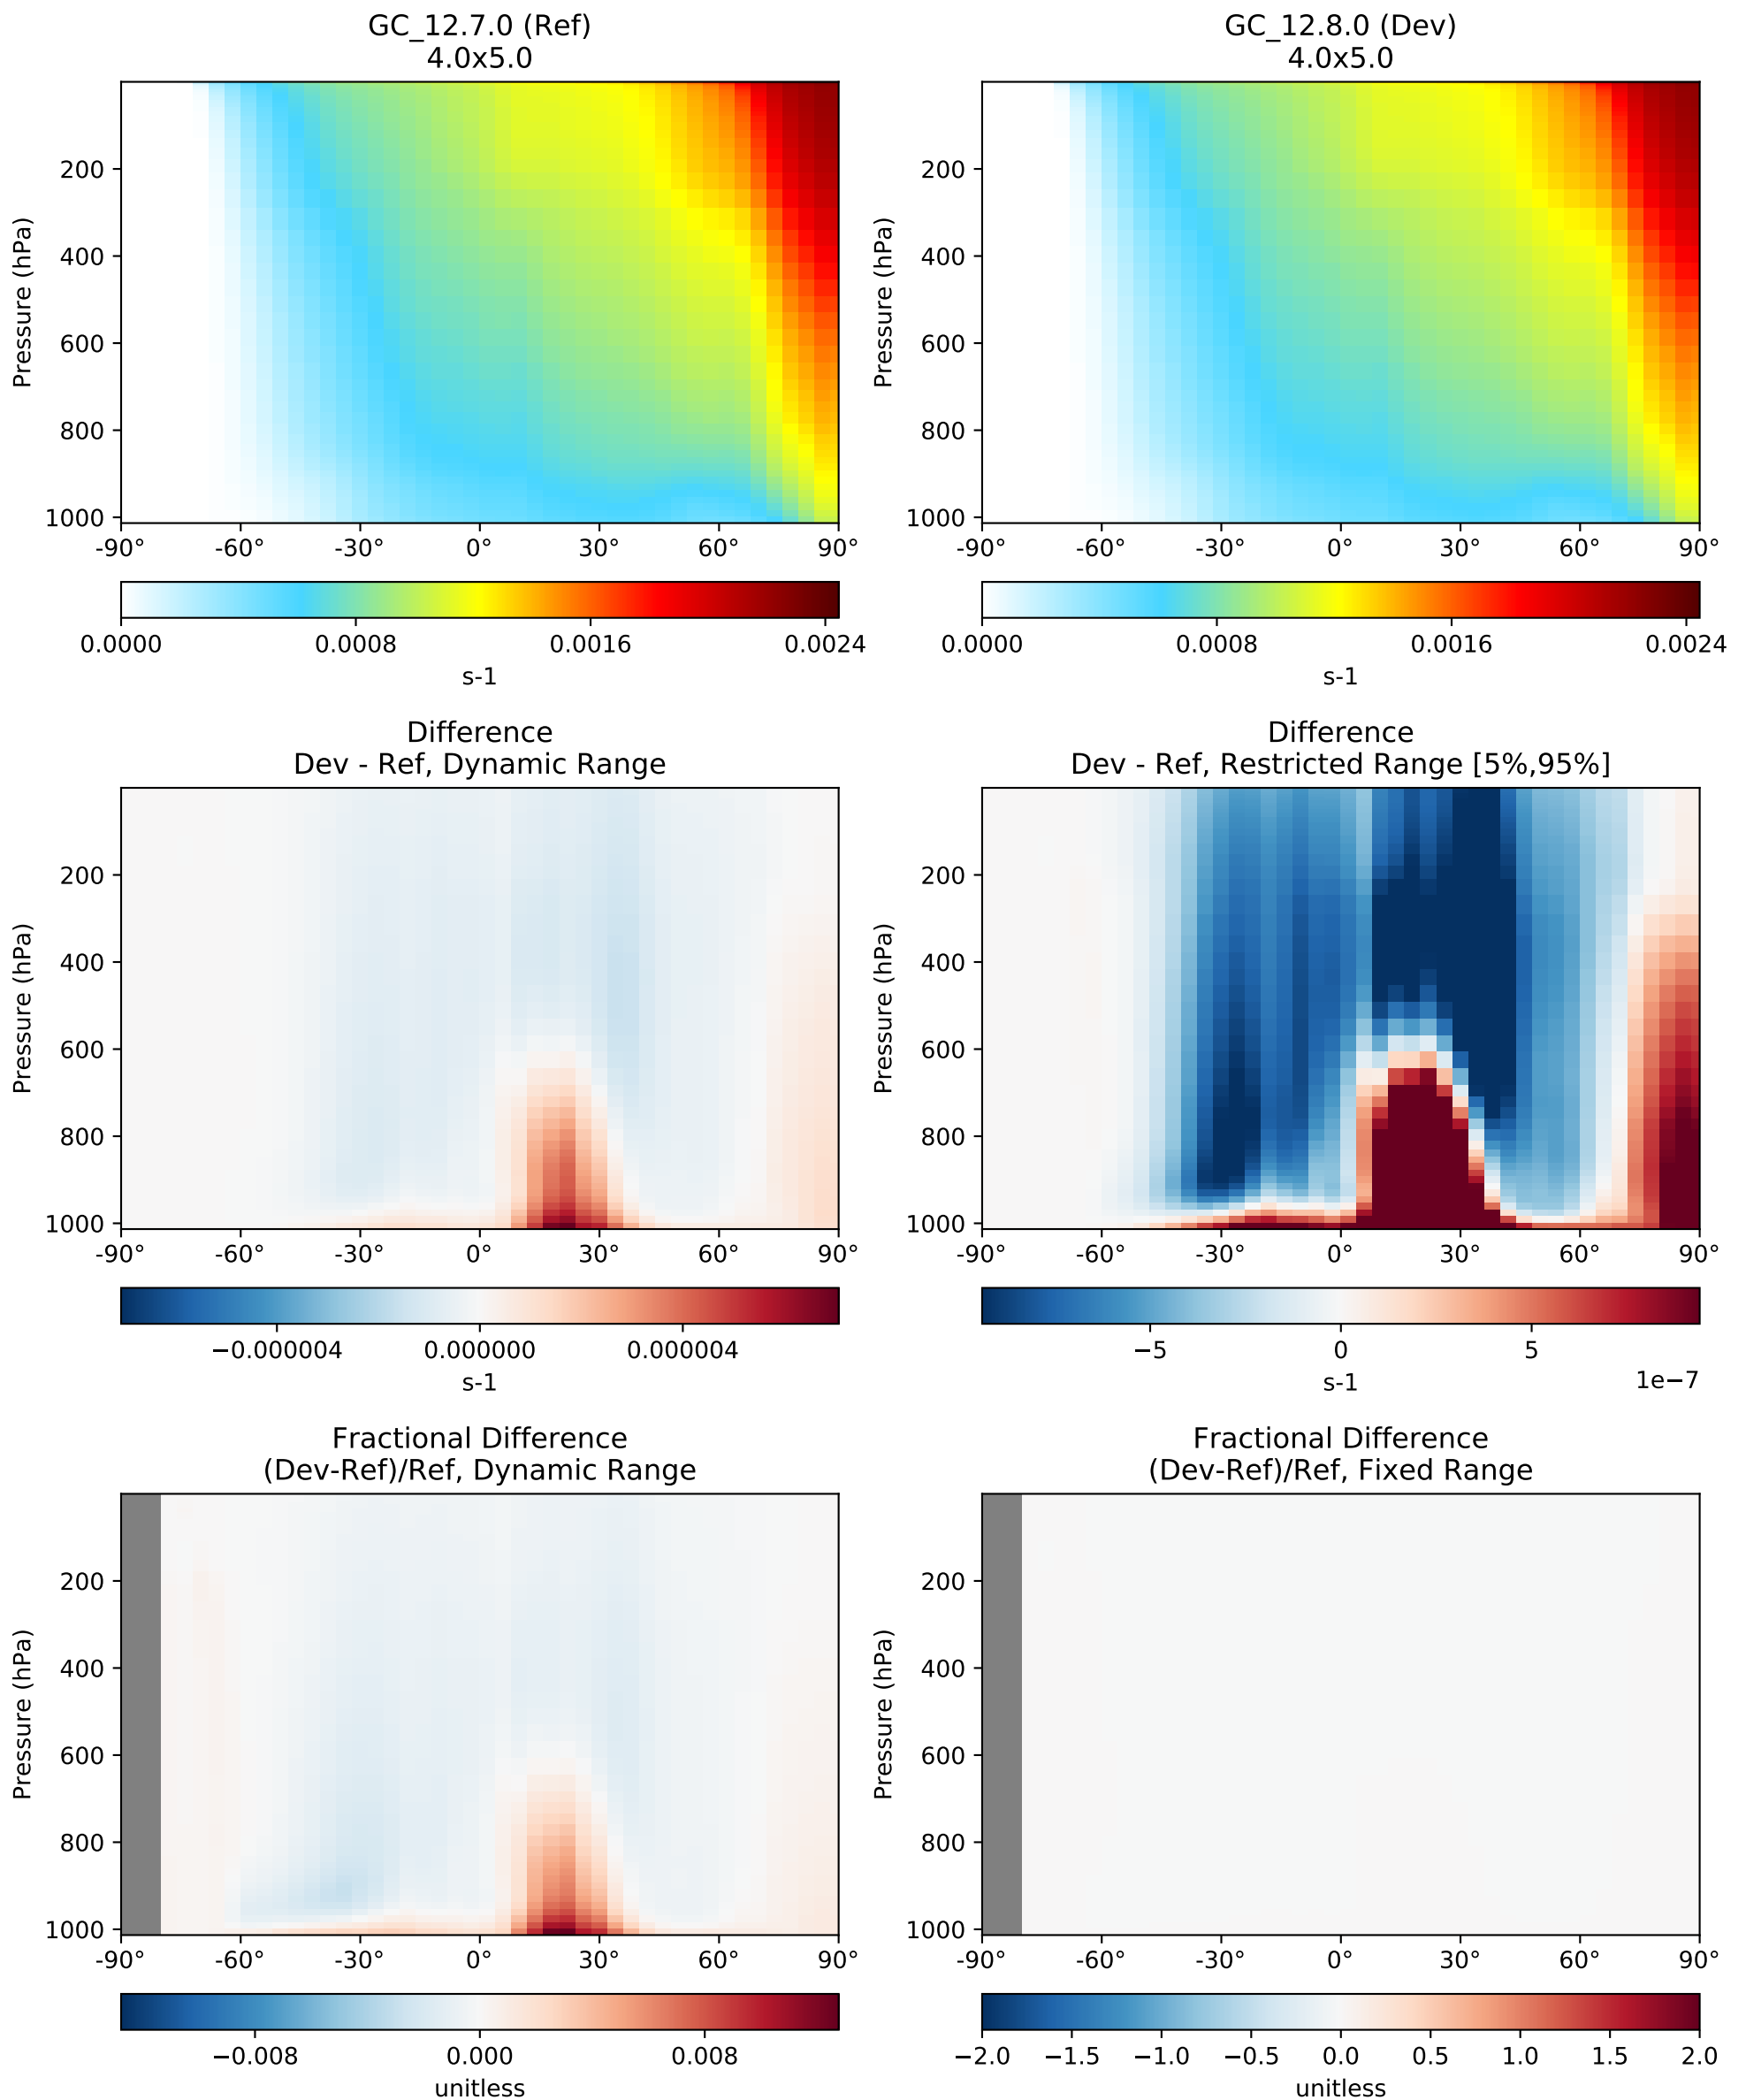 GC_12.7.0 (Ref)
4.0x5.0
Pressure (hPa)
200
400
600
800
1000
-90° -60° -30° 0° 30° 60° 90°
0.0000 0.0008 0.0016 0.0024
s-1
GC_12.8.0 (Dev)
4.0x5.0
Pressure (hPa)
200
400
600
800
1000
-90° -60° -30° 0° 30° 60° 90°
0.0000 0.0008 0.0016 0.0024
s-1
Difference
Dev - Ref, Dynamic Range
Pressure (hPa)
200
400
600
800
1000
-90° -60° -30° 0° 30° 60° 90°
−0.000004 0.000000 0.000004
s-1
Difference
Dev - Ref, Restricted Range [5%,95%]
Pressure (hPa)
200
400
600
800
1000
-90° -60° -30° 0° 30° 60° 90°
−5 0 5
s-1 1e−7
Fractional Difference
(Dev-Ref)/Ref, Dynamic Range
Pressure (hPa)
200
400
600
800
1000
-90° -60° -30° 0° 30° 60° 90°
−0.008 0.000 0.008
unitless
Fractional Difference
(Dev-Ref)/Ref, Fixed Range
Pressure (hPa)
200
400
600
800
1000
-90° -60° -30° 0° 30° 60° 90°
−2.0 −1.5 −1.0 −0.5 0.0 0.5 1.0 1.5 2.0
unitless